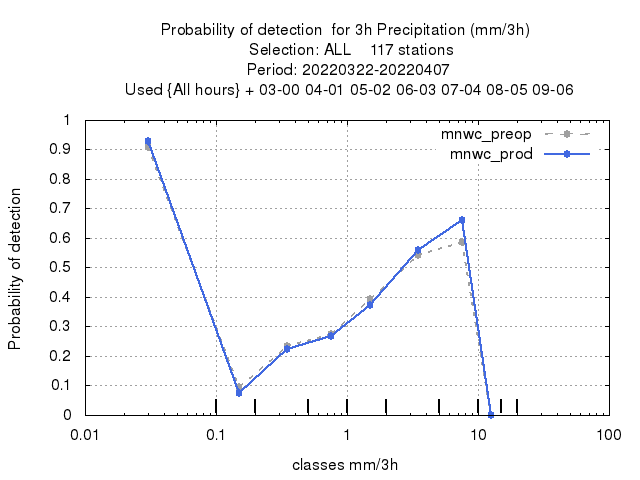 Probability of detection  for 3h Precipitation (mm/3h)
Selection: ALL    117 stations
Period: 20220322-20220407
Used {All hours} + 03-00 04-01 05-02 06-03 07-04 08-05 09-06
mnwc_preop
mnwc_prod
1
0.9
0.8
0.7
0.6
0.5
0.4
0.3
0.2
0.1
0
Probability of detection
0.01 0.1 1 10 100
classes mm/3h